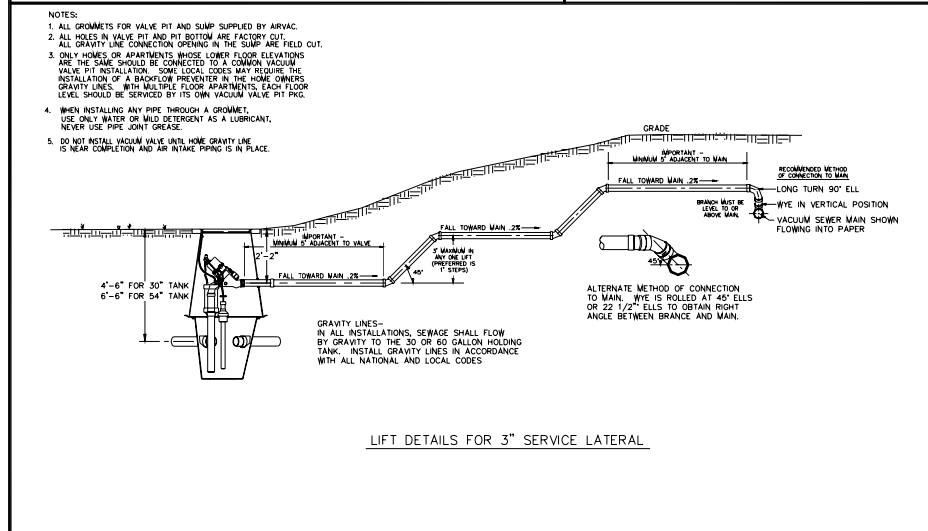 NOTES:
1. ALL GROMMETS FOR VALVE PIT AND SUMP SUPPLIED BY AIRVAC.
2. ALL HOLES IN VALVE PIT AND PIT BOTTOM ARE FACTORY CUT.
ALL GRAVITY LINE CONNECTION OPENING IN THE SUMP ARE FIELD CUT.
3. ONLY HOMES OR APARTMENTS WHOSE LOWER FLOOR ELEVATIONS
ARE THE SAME SHOULD BE CONNECTED TO A COMMON VACUUM
VALVE PIT INSTALLATION. SOME LOCAL CODES MAY REQUIRE THE
INSTALLATION OF A BACKFLOW PREVENTER IN THE HOME OWNERS
GRAVITY LINES. WITH MULTIPLE FLOOR APARTMENTS, EACH FLOOR
LEVEL SHOULD BE SERVICED BY ITS OWN VACUUM VALVE PIT PKG.
4. WHEN INSTALLING ANY PIPE THROUGH A GROMMET,
USE ONLY WATER OR MILD DETERGENT AS A LUBRICANT,
NEVER USE PIPE JOINT GREASE.
5. DO NOT INSTALL VACUUM VALVE UNTIL HOME GRAVITY LINE
IS NEAR COMPLETION AND AIR INTAKE PIPING IS IN PLACE.
GRADE
IMPORTANT -
MINIMUM 5' ADJACENT TO MAIN
FALL TOWARD MAIN .2%
RECOMMENDED METHOD
OF CONNECTION TO MAIN
LONG TURN 90° ELL
WYE IN VERTICAL POSITION
VACUUM SEWER MAIN SHOWN
FLOWING INTO PAPER
BRANCH MUST BE
LEVEL TO OR
ABOVE MAIN.
IMPORTANT -
MINIMUM 5' ADJACENT TO VALVE
2'-2"
FALL TOWARD MAIN .2%
FALL TOWARD MAIN .2%
3' MAXIMUM IN
ANY ONE LIFT
(PREFERRED IS
1' STEPS)
45°
45°
4'-6" FOR 30" TANK
6'-6" FOR 54" TANK
ALTERNATE METHOD OF CONNECTION
TO MAIN. WYE IS ROLLED AT 45° ELLS
OR 22 1/2° ELLS TO OBTAIN RIGHT
ANGLE BETWEEN BRANCE AND MAIN.
GRAVITY LINES-
IN ALL INSTALLATIONS, SEWAGE SHALL FLOW
BY GRAVITY TO THE 30 OR 60 GALLON HOLDING
TANK. INSTALL GRAVITY LINES IN ACCORDANCE
WITH ALL NATIONAL AND LOCAL CODES
LIFT DETAILS FOR 3" SERVICE LATERAL